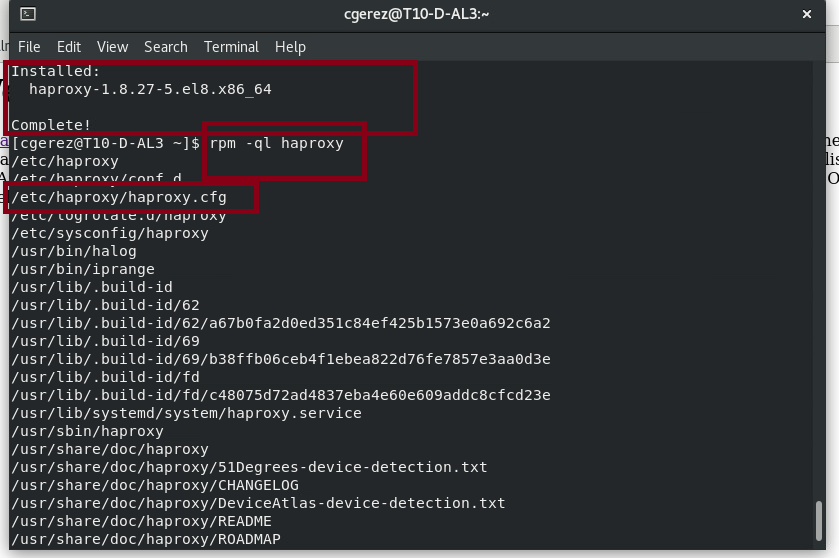 cgerez@T10-D-AL3:~
File Edit View Search Terminal Help
Installed:
haproxy-1.8.27-5.el8.x86_64
Complete!
[cgerez@T10-D-AL3 ~]$ rpm -ql haproxy
/etc/haproxy
/etc/haproxy/conf.d
/etc/haproxy/haproxy.cfg
/etc/logrotate.d/haproxy
/etc/sysconfig/haproxy
/usr/bin/halog
/usr/bin/iprange
/usr/lib/.build-id
/usr/lib/.build-id/62
/usr/lib/.build-id/62/a67b0fa2d0ed351c84ef425b1573e0a692c6a2
/usr/lib/.build-id/69
/usr/lib/.build-id/69/b38ffb06ceb4f1ebea822d76fe7857e3aa0d3e
/usr/lib/.build-id/fd
/usr/lib/.build-id/fd/c48075d72ad4837eba4e60e609addc8cfcd23e
/usr/lib/systemd/system/haproxy.service
/usr/sbin/haproxy
/usr/share/doc/haproxy
/usr/share/doc/haproxy/51Degrees-device-detection.txt
/usr/share/doc/haproxy/CHANGELOG
/usr/share/doc/haproxy/DeviceAtlas-device-detection.txt
/usr/share/doc/haproxy/README
/usr/share/doc/haproxy/ROADMAP